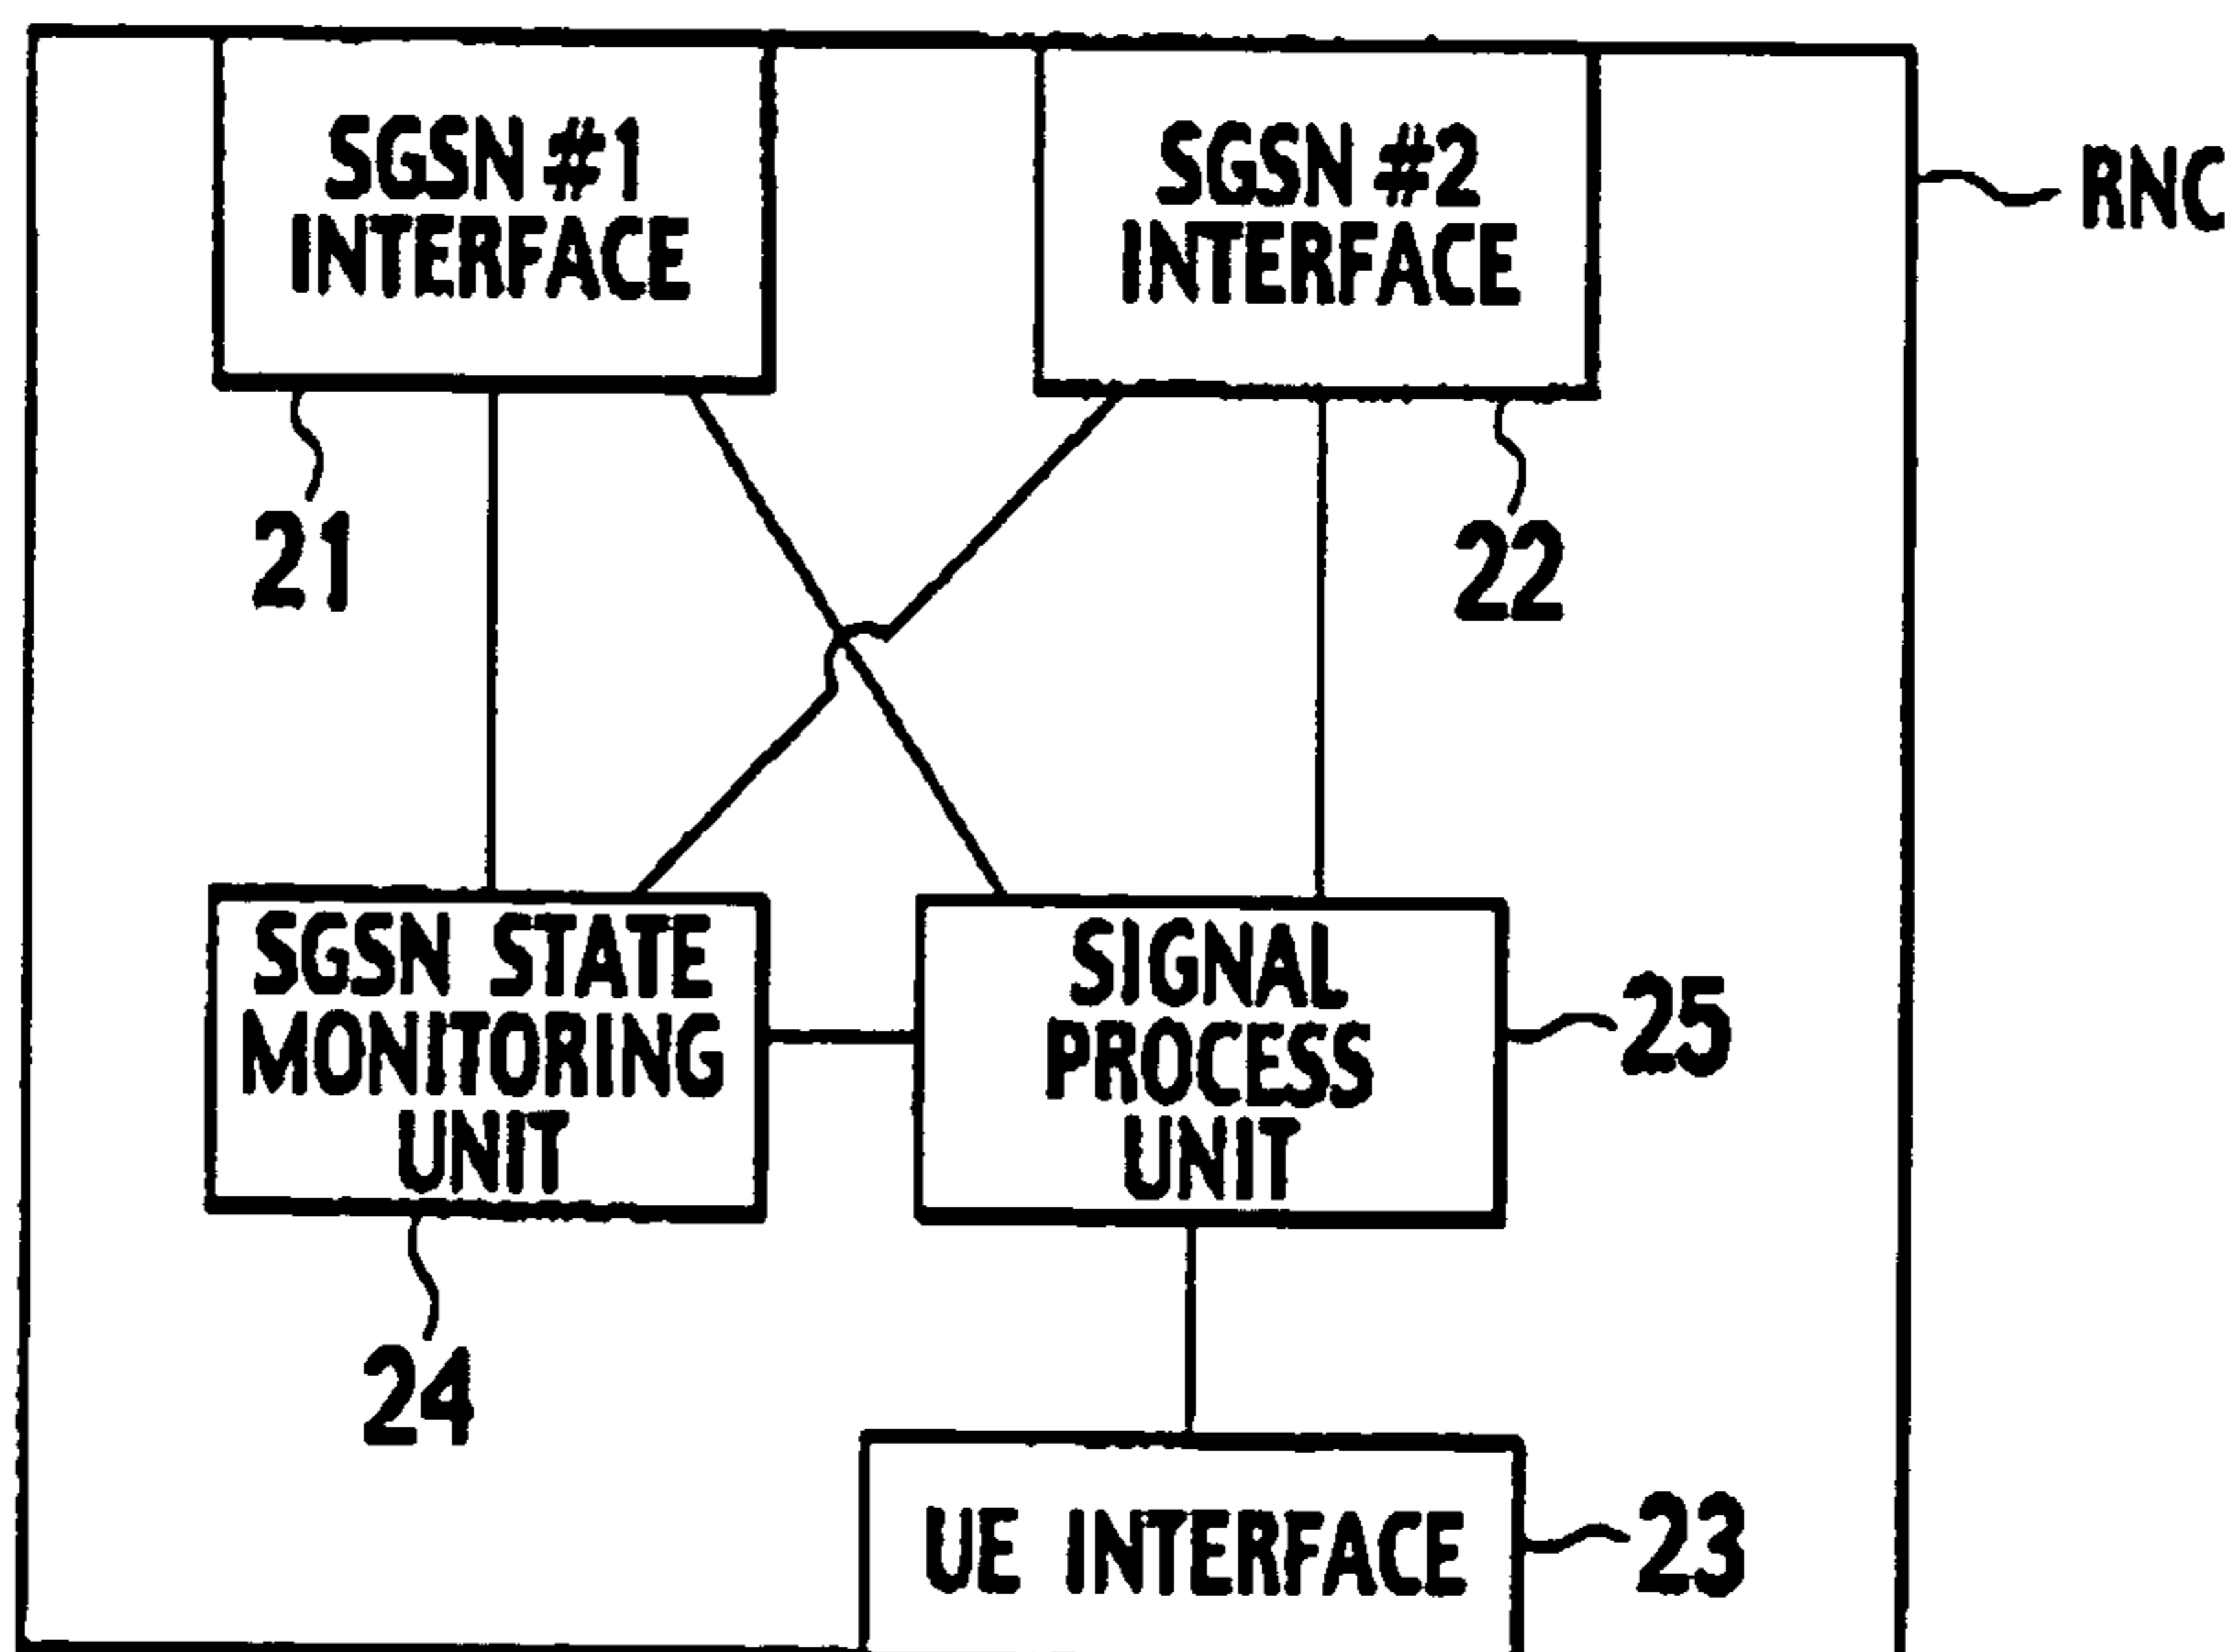 SGSN #1
INTERFACE
SGSN #2
INTERFACE
RNC
21
22
SGSN STATE
MONITORING
UNIT
SIGNAL
PROCESS
UNIT
25
24
UE INTERFACE
23